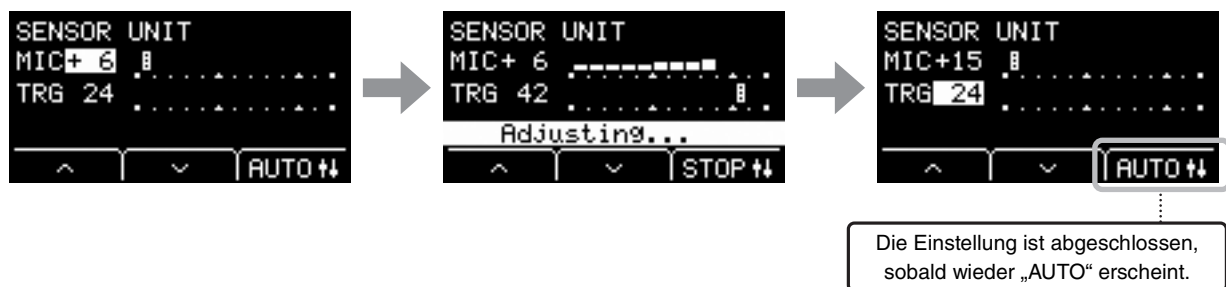 SENSOR UNIT
MIC+ 6
TRG 24
AUTO
SENSOR UNIT
MIC+ 6
TRG 42
Adjusting...
STOP
SENSOR UNIT
MIC+15
TRG 24
AUTO
Die Einstellung ist abgeschlossen,
sobald wieder „AUTO“ erscheint.